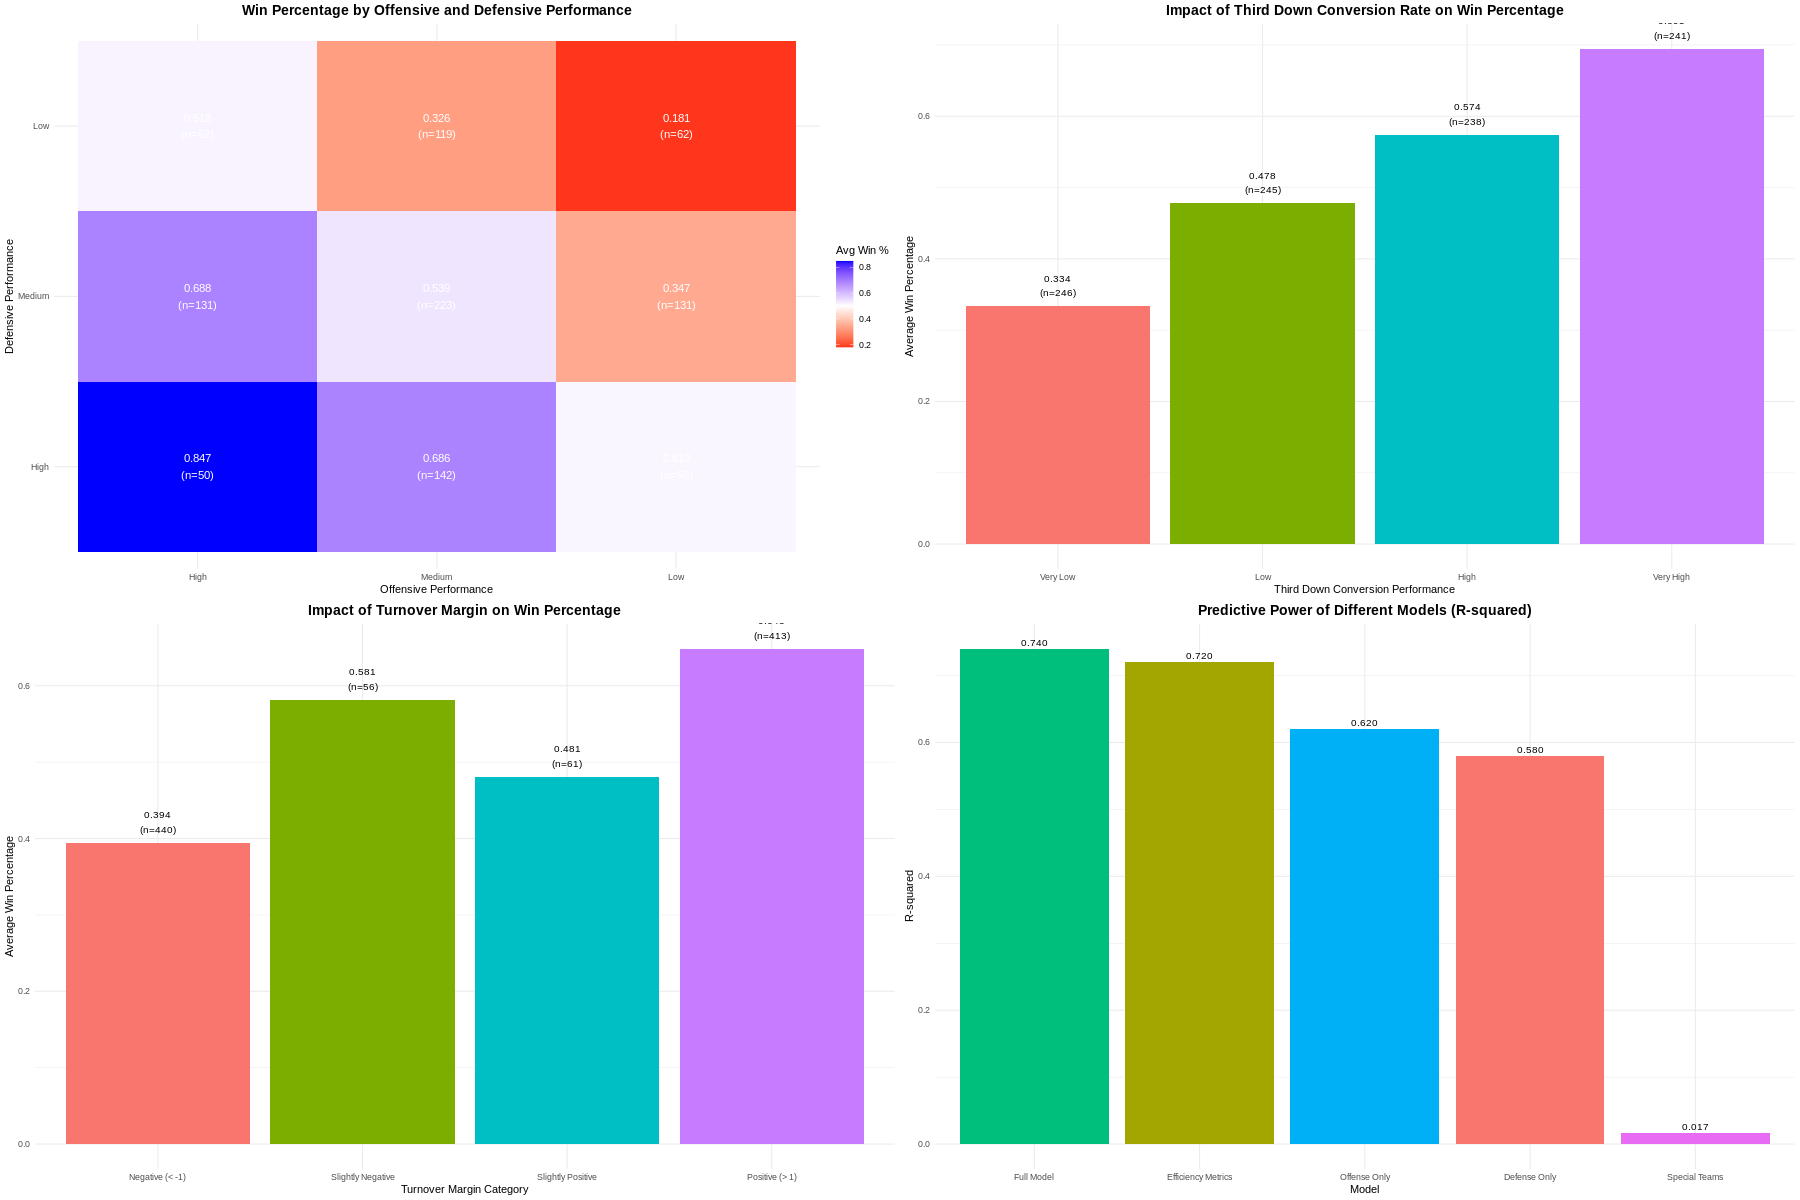 Win Percentage by Offensive and Defensive Performance
Defensive Performance
Low
Medium
High
0.326
(n=119)
0.181
(n=62)
0.688
(n=131)
0.539
(n=223)
0.347
(n=131)
0.847
(n=50)
0.686
(n=142)
High
Medium
Low
Offensive Performance
Avg Win %
0.8
0.6
0.4
0.2
Impact of Third Down Conversion Rate on Win Percentage
Average Win Percentage
0.6
0.4
0.2
0.0
0.334
(n=246)
0.478
(n=245)
0.574
(n=238)
(n=241)
Very Low
Low
High
Very High
Third Down Conversion Performance
Impact of Turnover Margin on Win Percentage
Average Win Percentage
0.6
0.4
0.2
0.0
0.394
(n=440)
0.581
(n=56)
0.481
(n=61)
(n=413)
Negative (< -1)
Slightly Negative
Slightly Positive
Positive (> 1)
Turnover Margin Category
Predictive Power of Different Models (R-squared)
R-squared
0.6
0.4
0.2
0.0
0.740
0.720
0.620
0.580
0.017
Full Model
Efficiency Metrics
Offense Only
Defense Only
Special Teams
Model